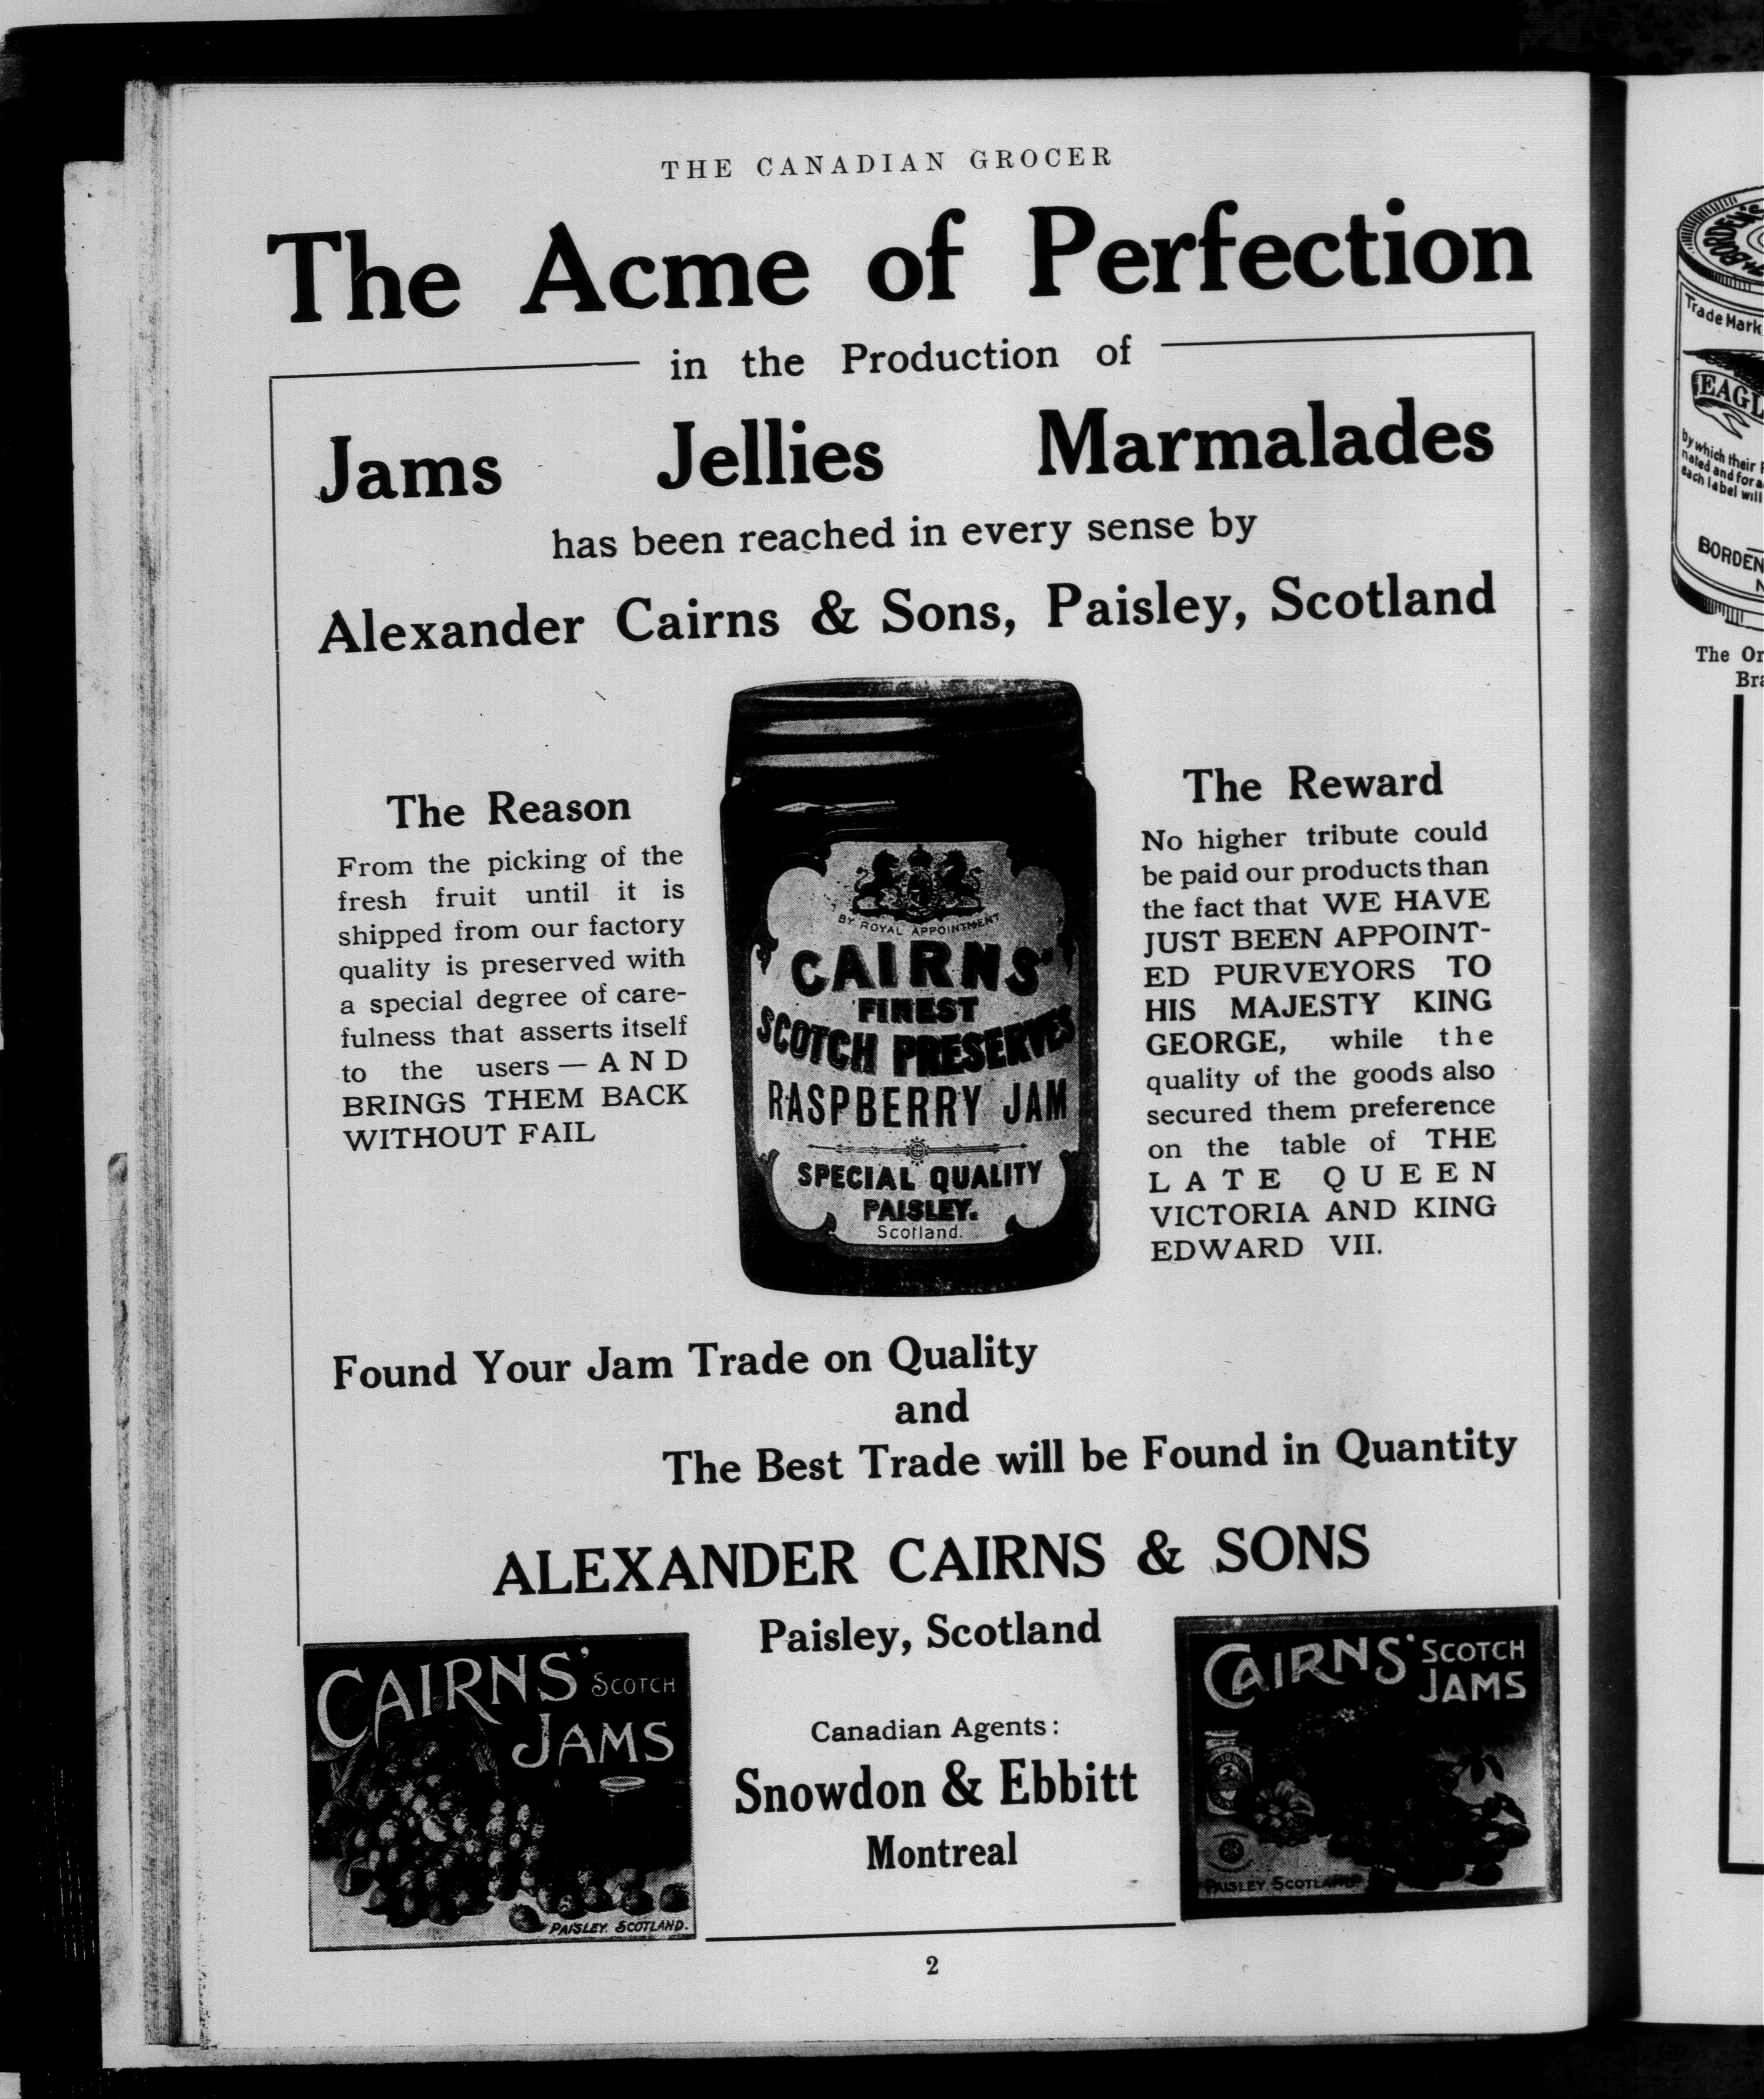 THE CANADIAN GROCER
The Acme of Perfection
in the Production of
Jams Jellies Marmalades
has been reached in every sense by
Alexander Cairns & Sons, Paisley, Scotland
The Reason
From the picking of the
fresh fruit until it is
shipped from our factory
quality is preserved with
a special degree of care-
fulness that asserts itself
to the users — AND
BRINGS THEM BACK
WITHOUT FAIL
BY ROYAL APPOINTMENT
CAIRNS'
FINEST
SCOTCH PRESERVES
RASPBERRY JAM
SPECIAL QUALITY
PAISLEY.
Scotland.
The Reward
No higher tribute could
be paid our products than
the fact that WE HAVE
JUST BEEN APPOINT-
ED PURVEYORS TO
HIS MAJESTY KING
GEORGE, while the
quality of the goods also
secured them preference
on the table of THE
LATE QUEEN
VICTORIA AND KING
EDWARD VII.
Found Your Jam Trade on Quality
and
The Best Trade will be Found in Quantity
ALEXANDER CAIRNS & SONS
Paisley, Scotland
CAIRNS' SCOTCH
JAMS
PAISLEY. SCOTLAND.
Canadian Agents:
Snowdon & Ebbitt
Montreal
CAIRNS' SCOTCH
JAMS
PAISLEY SCOTLAND
2
Trade Mark
by which their
each label will
The